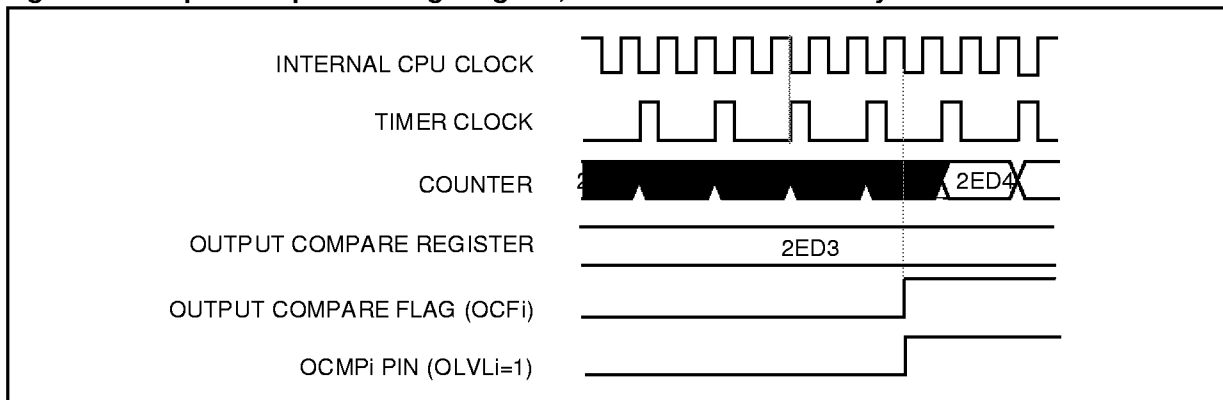 INTERNAL CPU CLOCK
TIMER CLOCK
COUNTER
2ED4
OUTPUT COMPARE REGISTER
2ED3
OUTPUT COMPARE FLAG (OCFi)
OCMPi PIN (OLVLi=1)